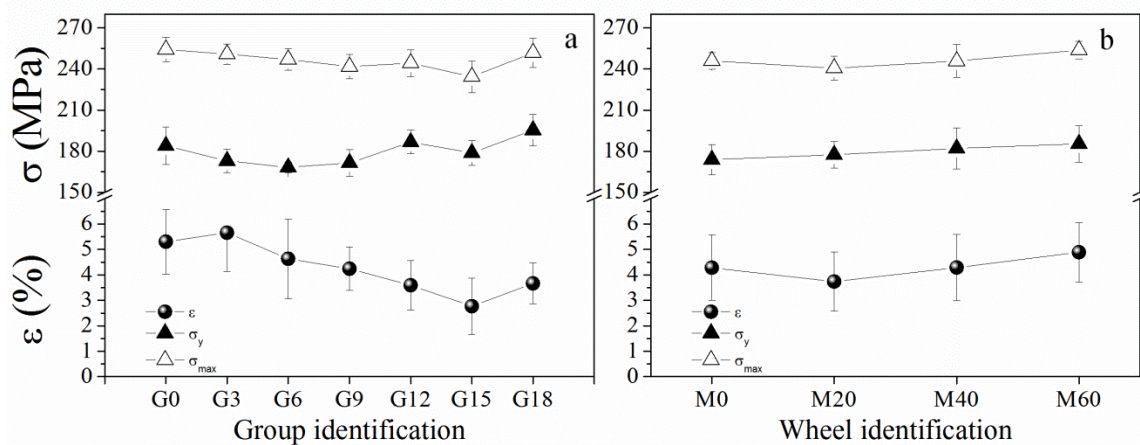 270
240
210
180
150
6
5
4
3
2
1
0
σ (MPa)
ε (%)
a
ε
σy
σmax
G0 G3 G6 G9 G12 G15 G18
Group identification
270
240
210
180
150
6
5
4
3
2
1
0
b
ε
σy
σmax
M0 M20 M40 M60
Wheel identification